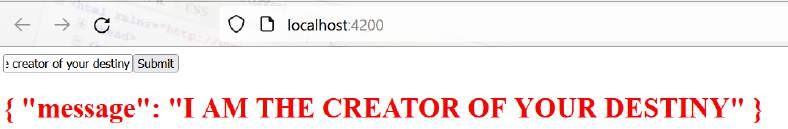 localhost:4200
creator of your destiny Submit
{ "message": "I AM THE CREATOR OF YOUR DESTINY" }